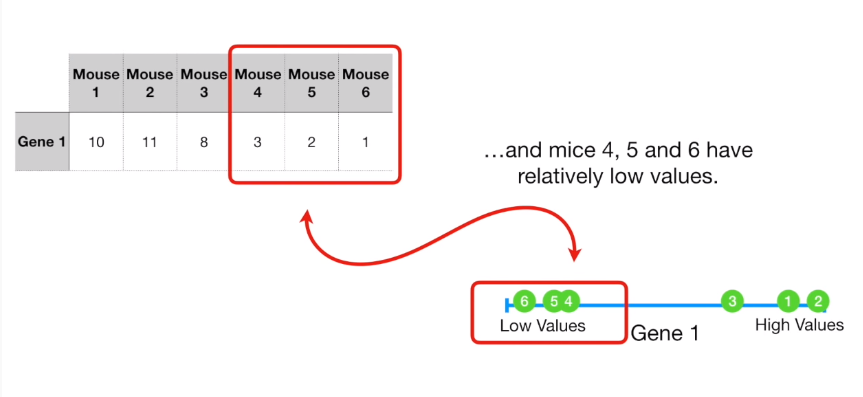 Mouse 1 Mouse 2 Mouse 3 Mouse 4 Mouse 5 Mouse 6
Gene 1 10 11 8 3 2 1
…and mice 4, 5 and 6 have
relatively low values.
6 5 4 3 1 2
Low Values Gene 1 High Values